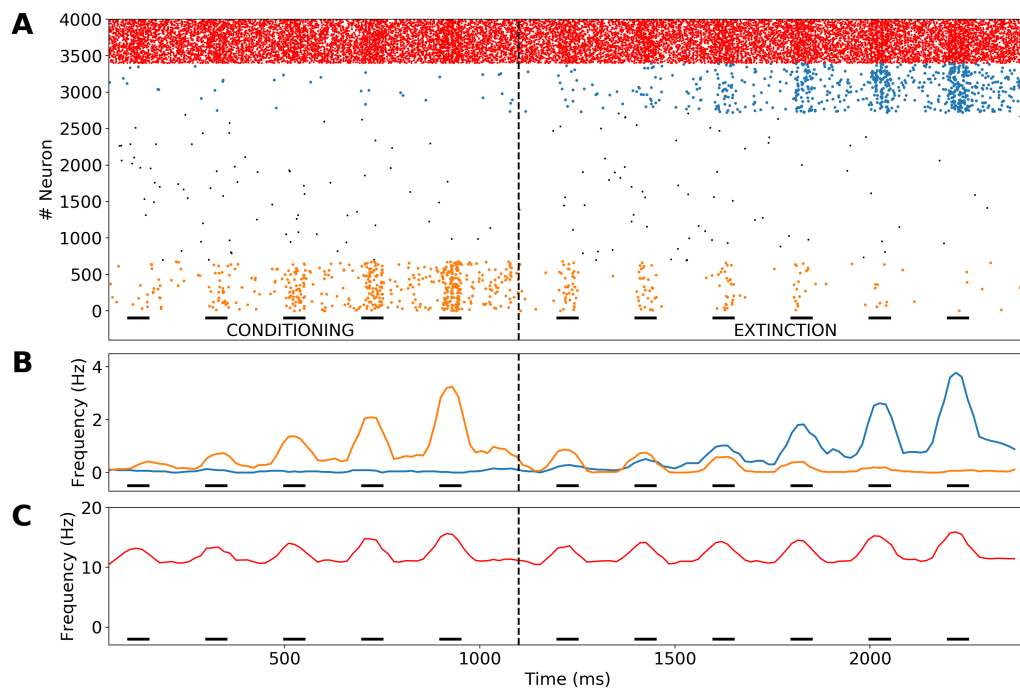 A
4000
3500
3000
2500
2000
1500
1000
500
0
# Neuron
CONDITIONING
EXTINCTION
B
4
2
0
Frequency (Hz)
C
20
10
0
Frequency (Hz)
500
1000
1500
2000
Time (ms)